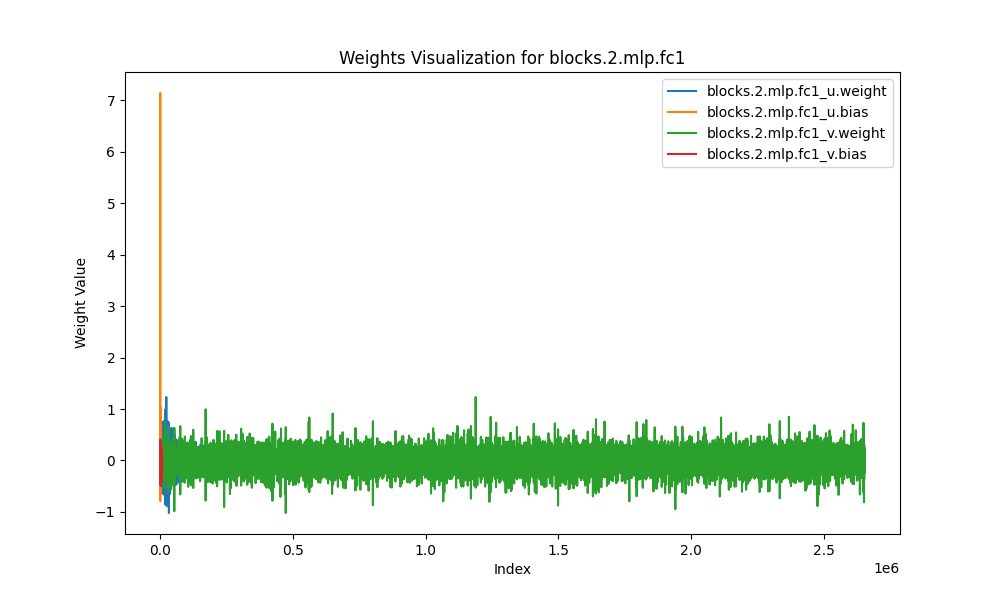 Weights Visualization for blocks.2.mlp.fc1
blocks.2.mlp.fc1_u.weight
blocks.2.mlp.fc1_u.bias
blocks.2.mlp.fc1_v.weight
blocks.2.mlp.fc1_v.bias
Weight Value
7
6
5
4
3
2
1
0
−1
0.0 0.5 1.0 1.5 2.0 2.5
1e6
Index